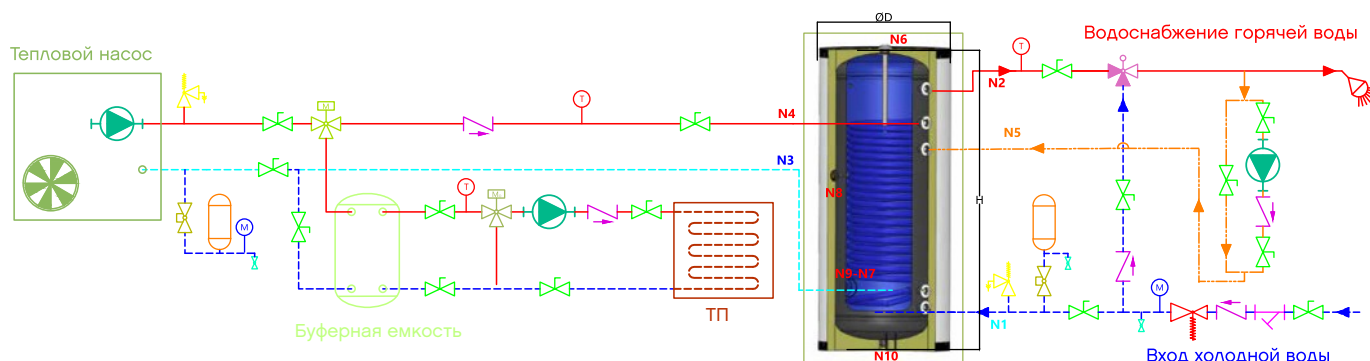 ØD
N6
Водоснабжение горячей воды
Тепловой насос
T
N2
M
T
N4
N5
N3
T
N8
M
H
M
N9-N7
ТП
M
Буферная емкость
N1
N10
Вход холодной воды